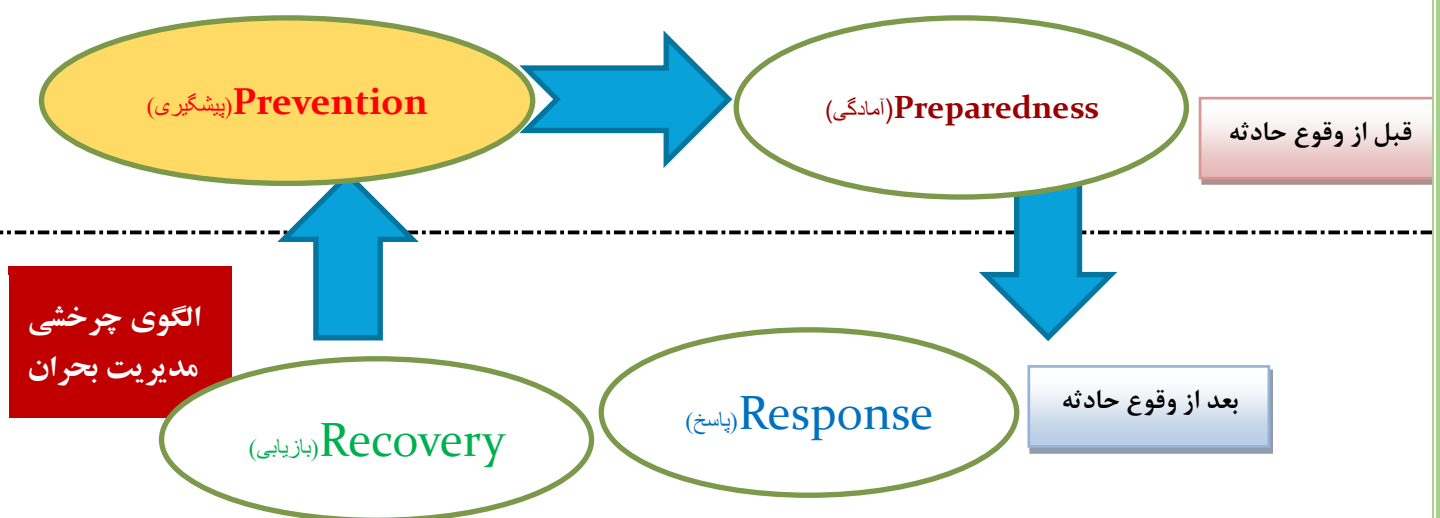 Prevention(پیشگیری)
Preparedness(آمادگی)
قبل از وقوع حادثه
الگوی چرخشی
مدیریت بحران
بعد از وقوع حادثه
Response(پاسخ)
Recovery(بازیابی)